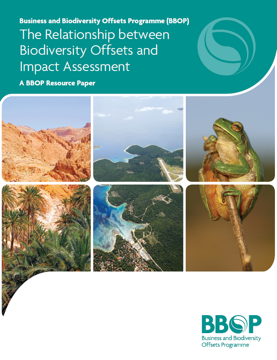 Business and Biodiversity Offsets Programme (BBOP)
The Relationship between
Biodiversity Offsets and
Impact Assessment
A BBOP Resource Paper
BBOP
Business and Biodiversity
Offsets Programme